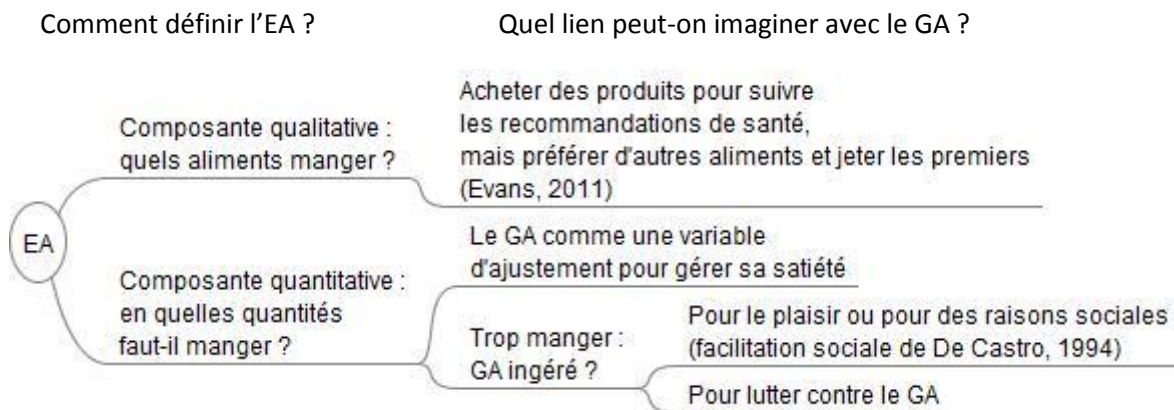 Comment définir l’EA ?
Quel lien peut-on imaginer avec le GA ?
EA
Composante qualitative :
quels aliments manger ?
Acheter des produits pour suivre
les recommandations de santé,
mais préférer d'autres aliments et jeter les premiers
(Evans, 2011)
Composante quantitative :
en quelles quantités
faut-il manger ?
Le GA comme une variable
d'ajustement pour gérer sa satiété
Trop manger :
GA ingéré ?
Pour le plaisir ou pour des raisons sociales
(facilitation sociale de De Castro, 1994)
Pour lutter contre le GA